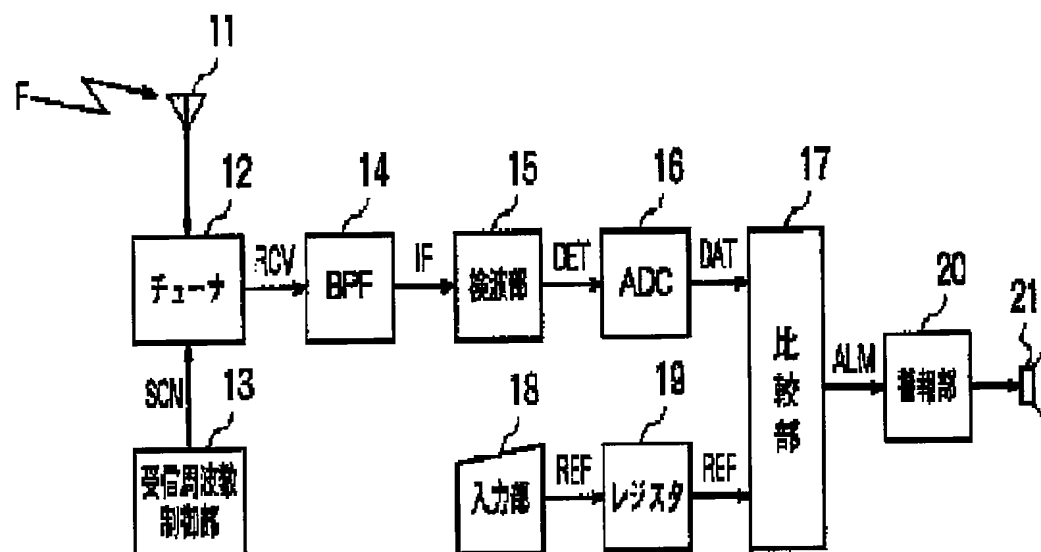 11
F
12
14
15
16
17
チューナ
RCV
BPF
IF
検波部
DET
ADC
DAT
比較部
20
21
ALM
警報部
SCN
13
18
19
受信周波数
制御部
入力部
REF
レジスタ
REF